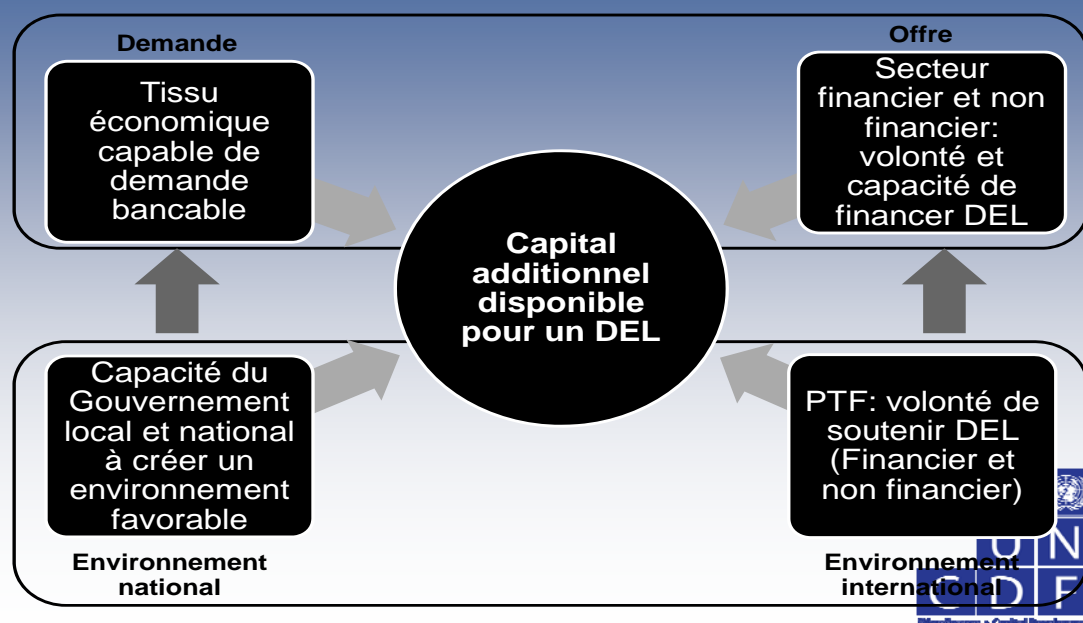 Demande
Tissu
économique
capable de
demande
bancable
Offre
Secteur
financier et non
financier:
volonté et
capacité de
financer DEL
Capital
additionnel
disponible
pour un DEL
Capacité du
Gouvernement
local et national
à créer un
environnement
favorable
Environnement
national
PTF: volonté de
soutenir DEL
(Financier et
non financier)
Environnement
international
U N
C D F